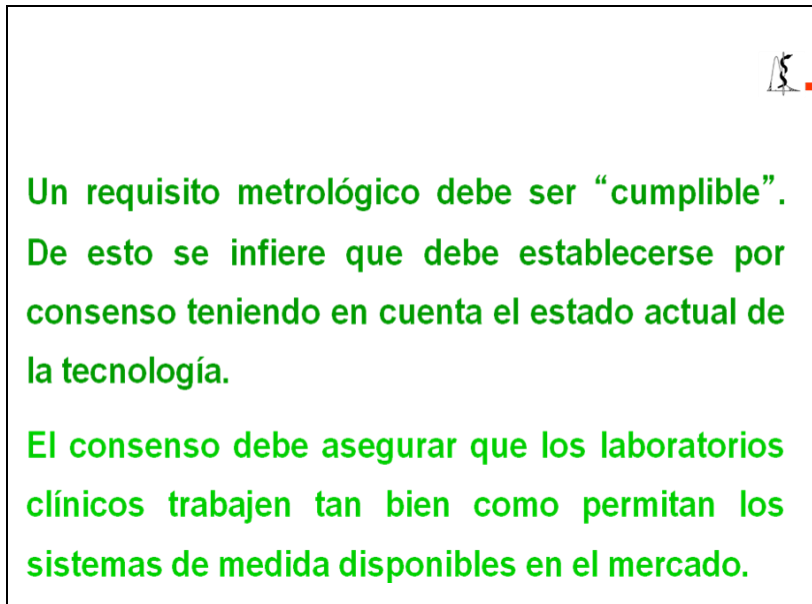 Un requisito metrológico debe ser “cumplible”.
De esto se infiere que debe establecerse por
consenso teniendo en cuenta el estado actual de
la tecnología.
El consenso debe asegurar que los laboratorios
clínicos trabajen tan bien como permitan los
sistemas de medida disponibles en el mercado.